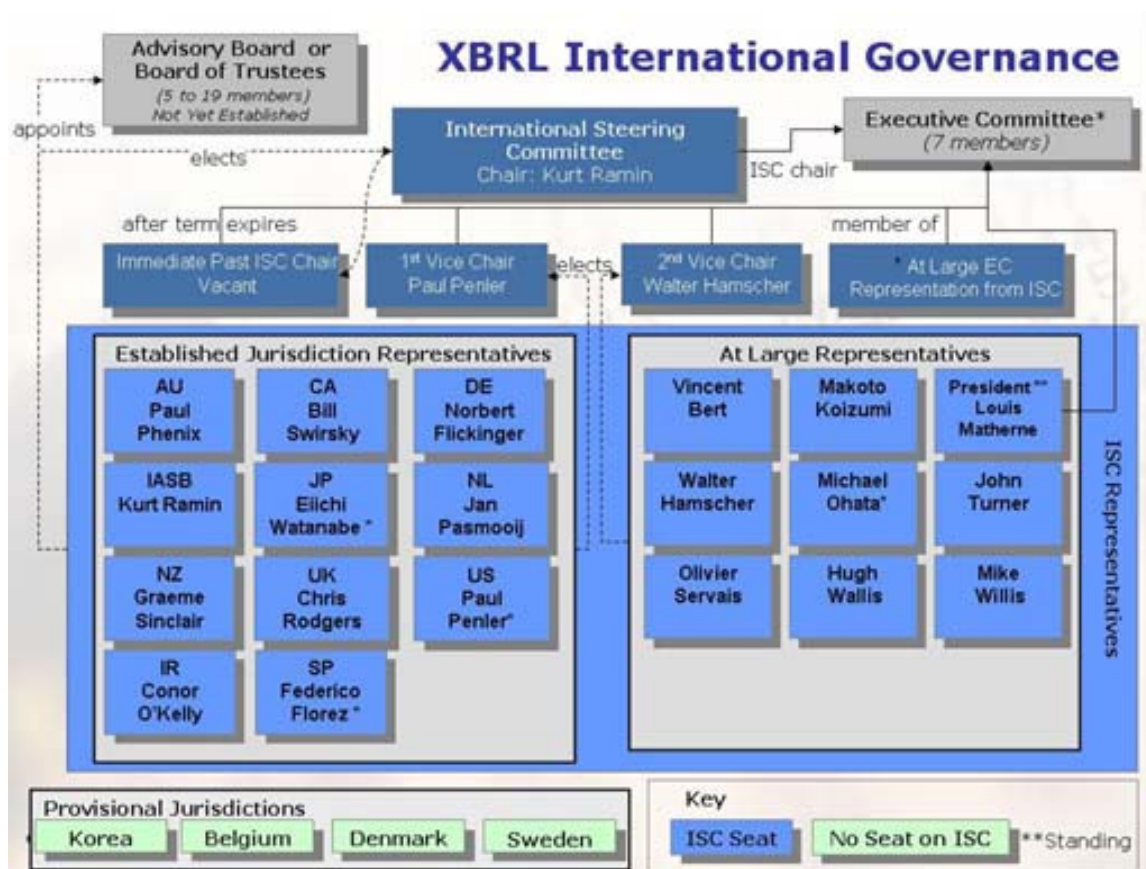 XBRL International Governance
Advisory Board or
Board of Trustees
(5 to 19 members)
Not Yet Established
appoints
elects
International Steering
Committee
Chair: Kurt Ramin
ISC chair
Executive Committee*
(7 members)
after term expires
member of
Immediate Past ISC Chair
Vacant
1st Vice Chair
Paul Penler
elects
2nd Vice Chair
Walter Hamscher
* At Large EC
Representation from ISC
Established Jurisdiction Representatives
AU
Paul
Phenix
CA
Bill
Swirsky
DE
Norbert
Flickinger
IASB
Kurt Ramin
JP
Eiichi
Watanabe *
NL
Jan
Pasmooij
NZ
Graeme
Sinclair
UK
Chris
Rodgers
US
Paul
Penler*
IR
Conor
O'Kelly
SP
Federico
Florez *
At Large Representatives
Vincent
Bert
Makoto
Koizumi
President **
Louis
Matherne
Walter
Hamscher
Michael
Ohata*
John
Turner
Olivier
Servais
Hugh
Wallis
Mike
Willis
ISC Representatives
Provisional Jurisdictions
Korea
Belgium
Denmark
Sweden
Key
ISC Seat
No Seat on ISC
**Standing